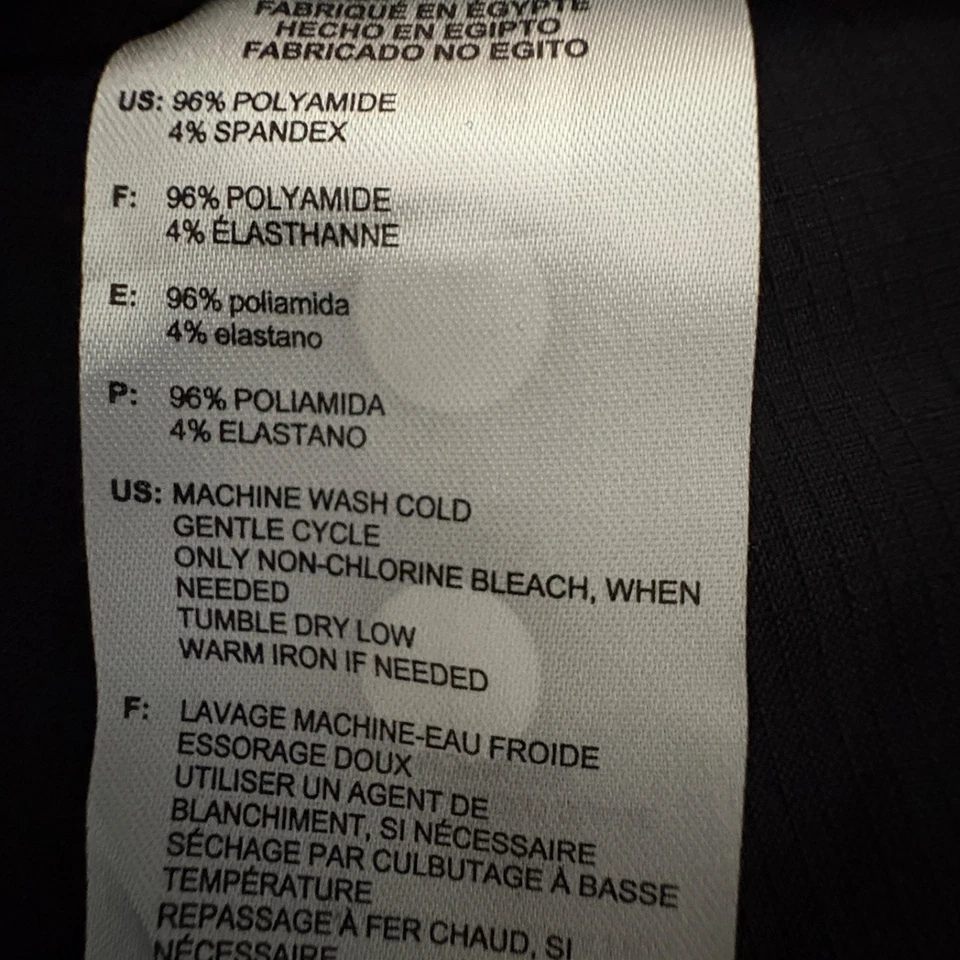 FABRIQUÉ EN ÉGYPTE
HECHO EN EGIPTO
FABRICADO NO EGITO
US: 96% POLYAMIDE
4% SPANDEX
F: 96% POLYAMIDE
4% ÉLASTHANNE
E: 96% poliamida
4% elastano
P: 96% POLIAMIDA
4% ELASTANO
US: MACHINE WASH COLD
GENTLE CYCLE
ONLY NON-CHLORINE BLEACH, WHEN
NEEDED
TUMBLE DRY LOW
WARM IRON IF NEEDED
F: LAVAGE MACHINE-EAU FROIDE
ESSORAGE DOUX
UTILISER UN AGENT DE
BLANCHIMENT, SI NÉCESSAIRE
SÉCHAGE PAR CULBUTAGE À BASSE
TEMPÉRATURE
REPASSAGE À FER CHAUD, SI
NÉCESSAIRE